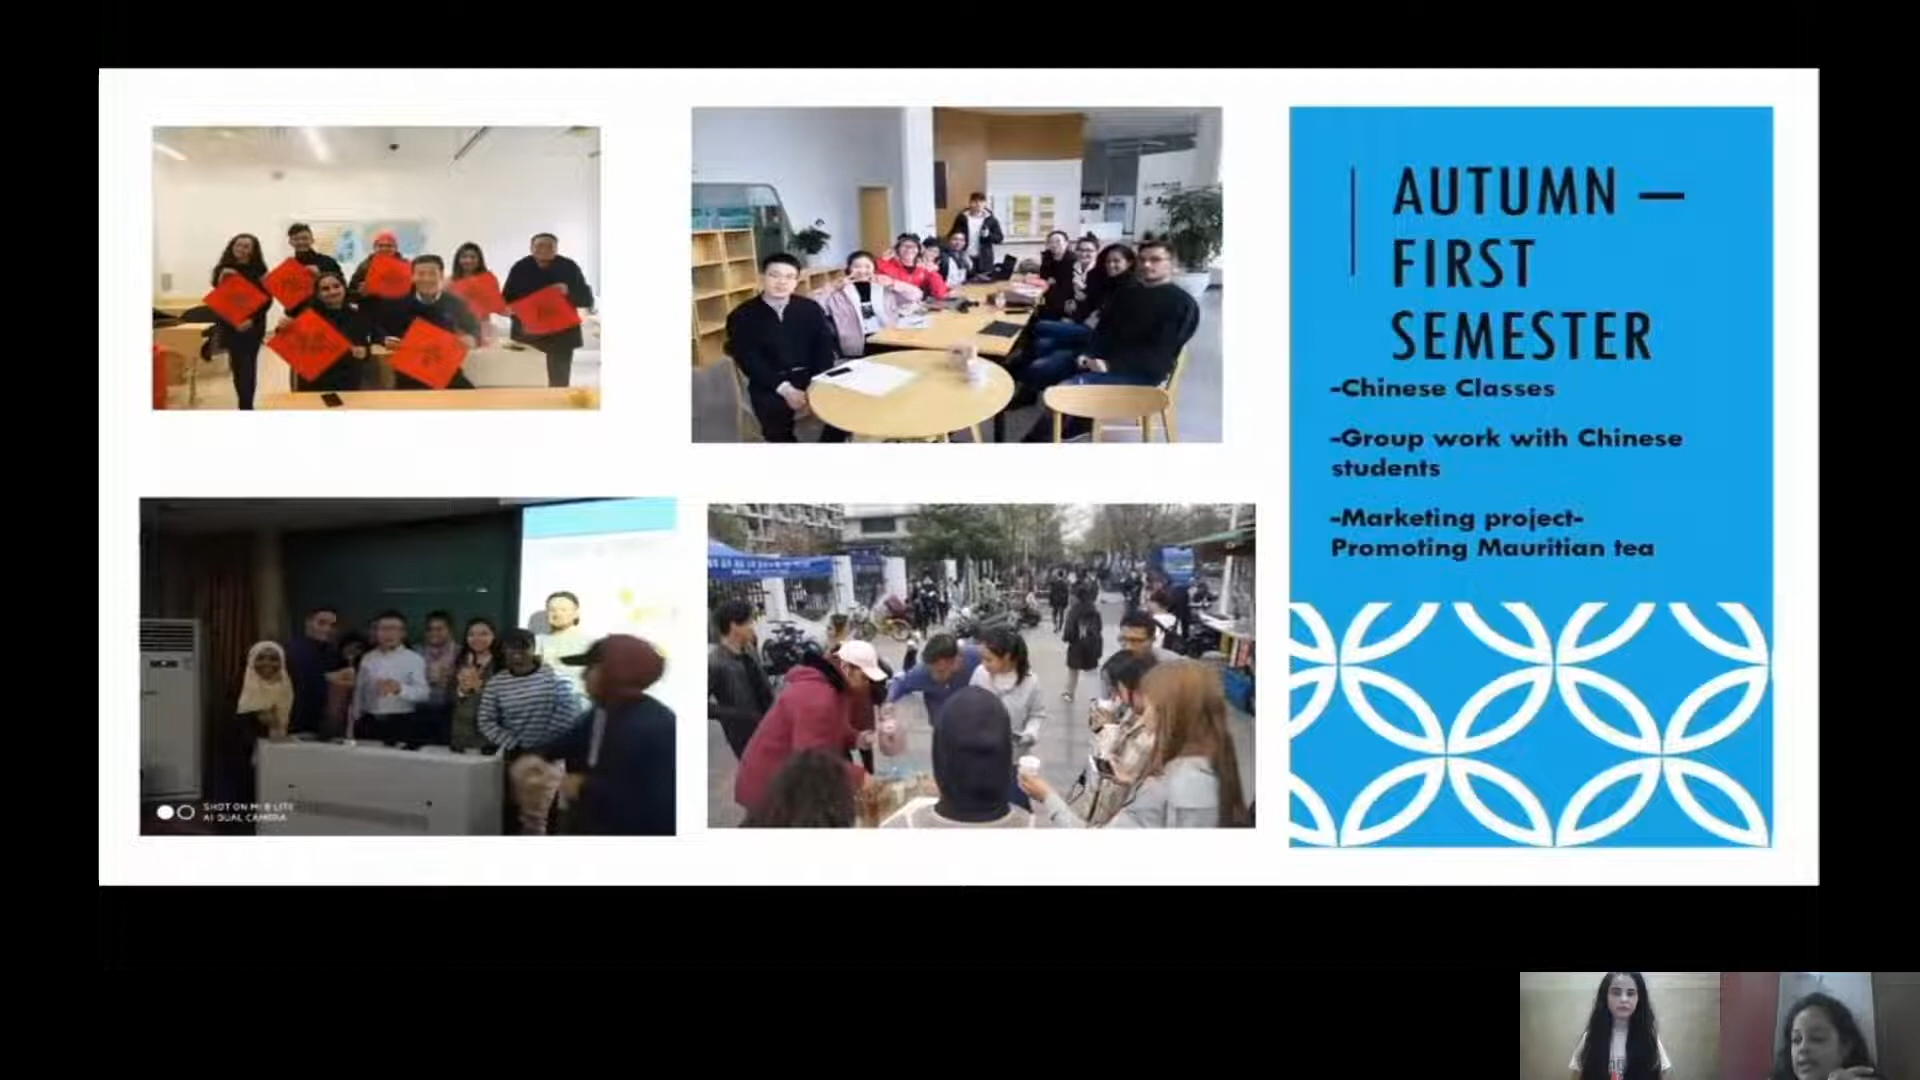 AUTUMN —
FIRST
SEMESTER
-Chinese Classes
-Group work with Chinese
students
-Marketing project-
Promoting Mauritian tea
SHOT ON MI 8 LITE
AI DUAL CAMERA